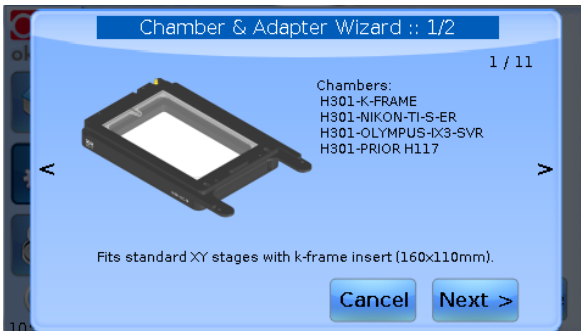 Chamber & Adapter Wizard :: 1/2
1 / 11
Chambers:
H301-K-FRAME
H301-NIKON-TI-S-ER
H301-OLYMPUS-IX3-SVR
H301-PRIOR H117
< >
Fits standard XY stages with k-frame insert (160x110mm).
Cancel Next >